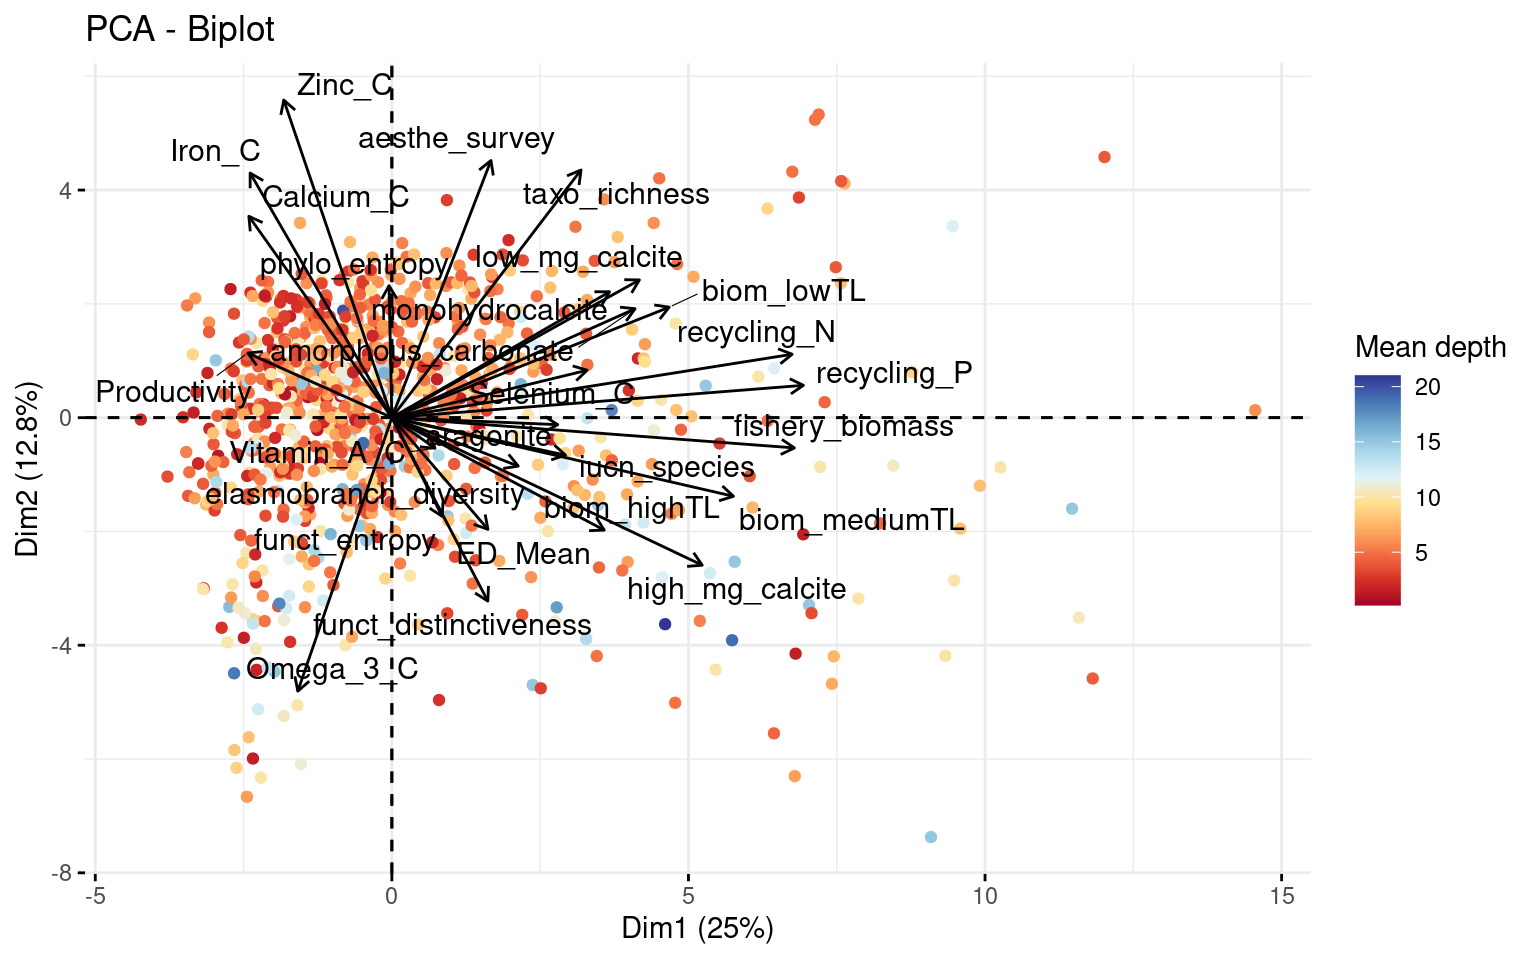 PCA - Biplot
Zinc_C
aesthe_survey
Iron_C
Calcium_C
taxo_richness
phylo_entropy
low_mg_calcite
biom_lowTL
monohydrocalcite
recycling_N
amorphous_carbonate
recycling_P
Productivity
Selenium_C
fishery_biomass
aragonite
Vitamin_A_C
iucn_species
elasmobranch_diversity
biom_highTL
biom_mediumTL
funct_entropy
ED_Mean
high_mg_calcite
funct_distinctiveness
Omega_3_C
4
0
-4
-8
-5
0
5
10
15
Dim1 (25%)
Dim2 (12.8%)
Mean depth
20
15
10
5